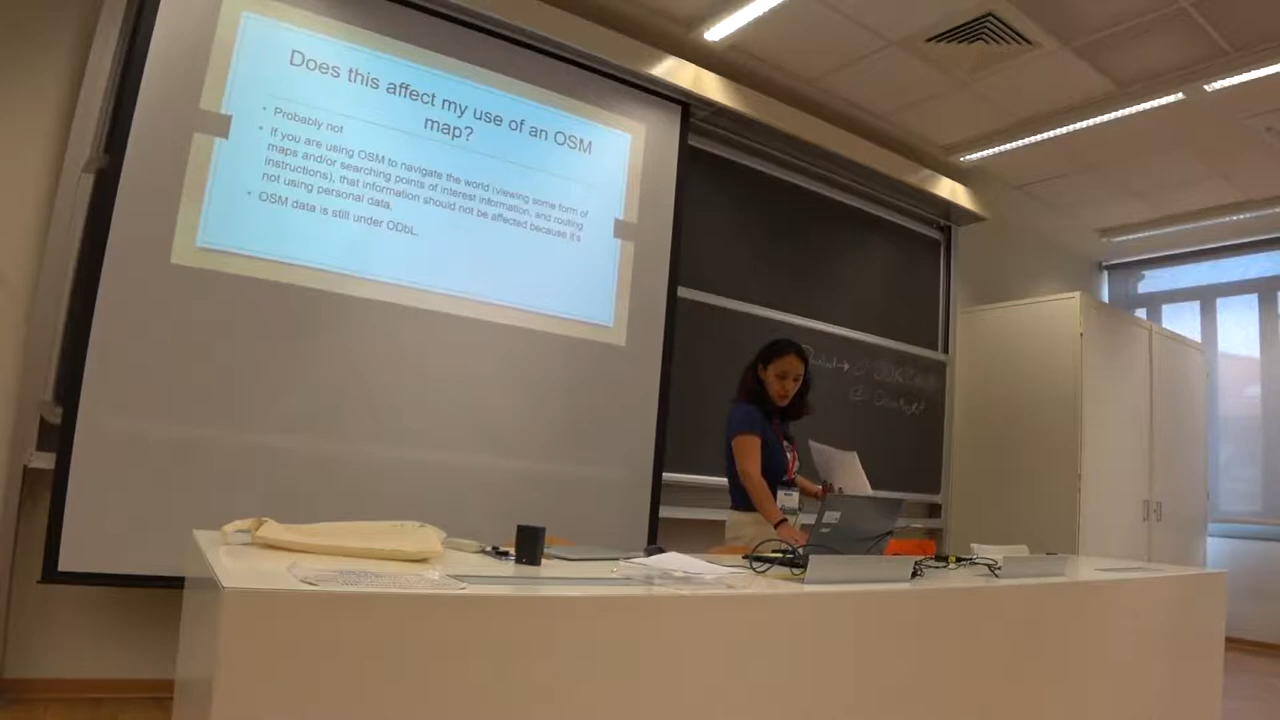 Does this affect my use of an OSM
map?
• Probably not
• If you are using OSM to navigate the world (viewing some form of
maps and/or searching points of interest information, and routing
instructions), that information should not be affected because it's
not using personal data.
• OSM data is still under ODbL.